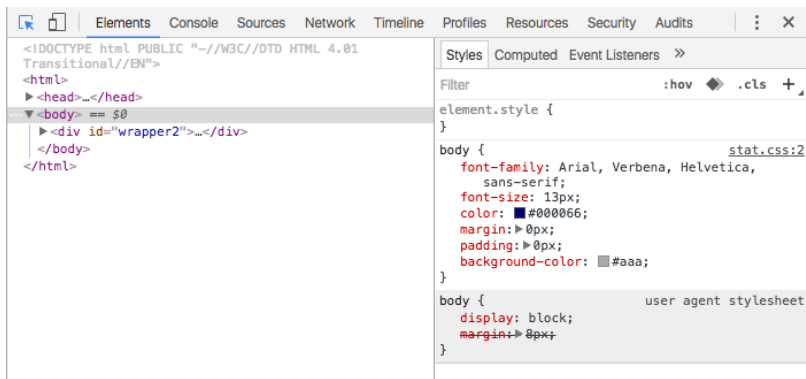 Elements Console Sources Network Timeline Profiles Resources Security Audits
<!DOCTYPE html PUBLIC "-//W3C//DTD HTML 4.01
Transitional//EN">
<html>
▶<head>…</head>
…▼<body> == $0
▶<div id="wrapper2">…</div>
</body>
</html>
Styles Computed Event Listeners »
Filter :hov .cls +
element.style {
}
body { stat.css:2
font-family: Arial, Verbena, Helvetica,
sans-serif;
font-size: 13px;
color: #000066;
margin:▶0px;
padding:▶0px;
background-color: #aaa;
}
body { user agent stylesheet
display: block;
margin:▶8px;
}